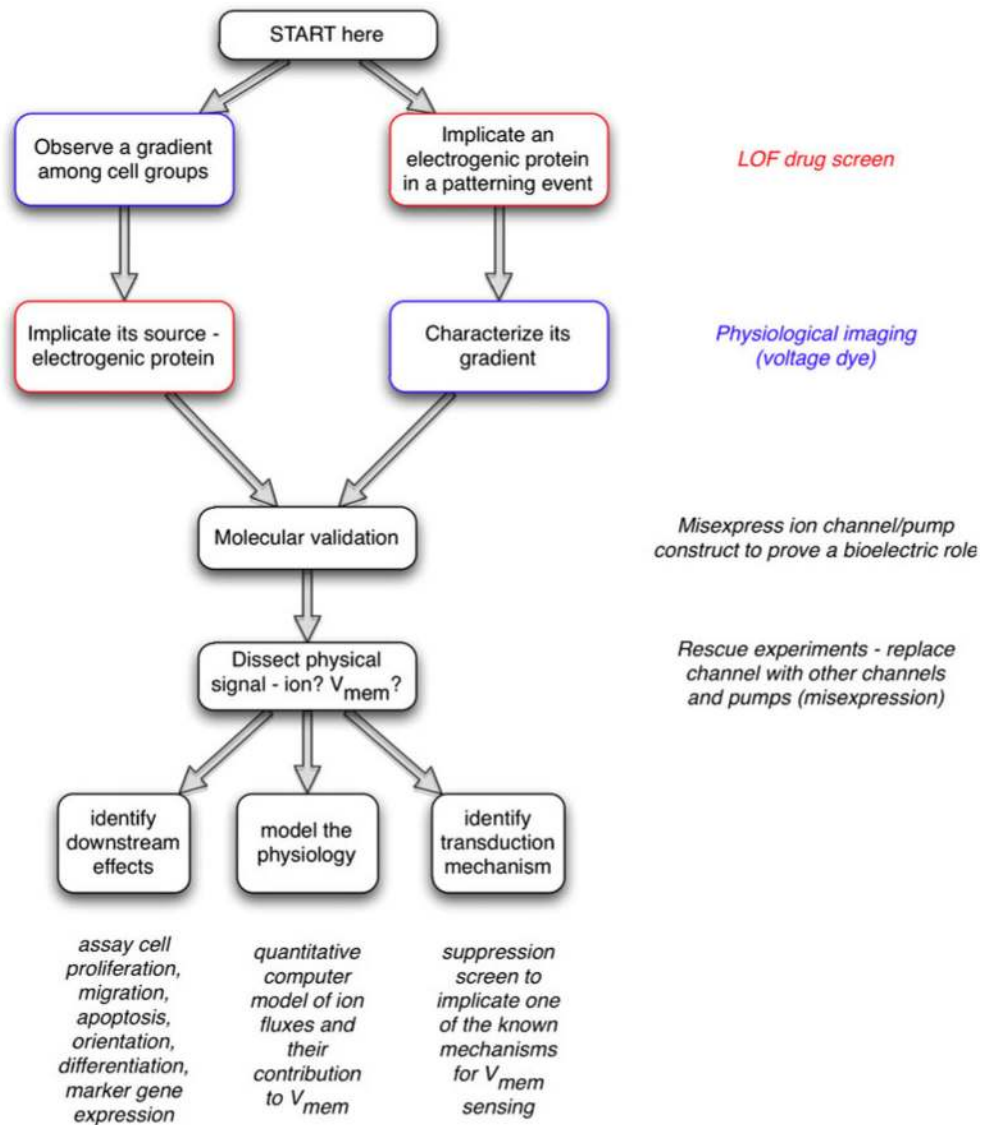 START here
Observe a gradient
among cell groups
Implicate an
electrogenic protein
in a patterning event
LOF drug screen
Implicate its source -
electrogenic protein
Characterize its
gradient
Physiological imaging
(voltage dye)
Molecular validation
Misexpress ion channel/pump
construct to prove a bioelectric role
Dissect physical
signal - ion? Vmem?
Rescue experiments - replace
channel with other channels
and pumps (misexpression)
identify
downstream
effects
model the
physiology
identify
transduction
mechanism
assay cell
proliferation,
migration,
apoptosis,
orientation,
differentiation,
marker gene
expression
quantitative
computer
model of ion
fluxes and
their
contribution
to Vmem
suppression
screen to
implicate one
of the known
mechanisms
for Vmem
sensing